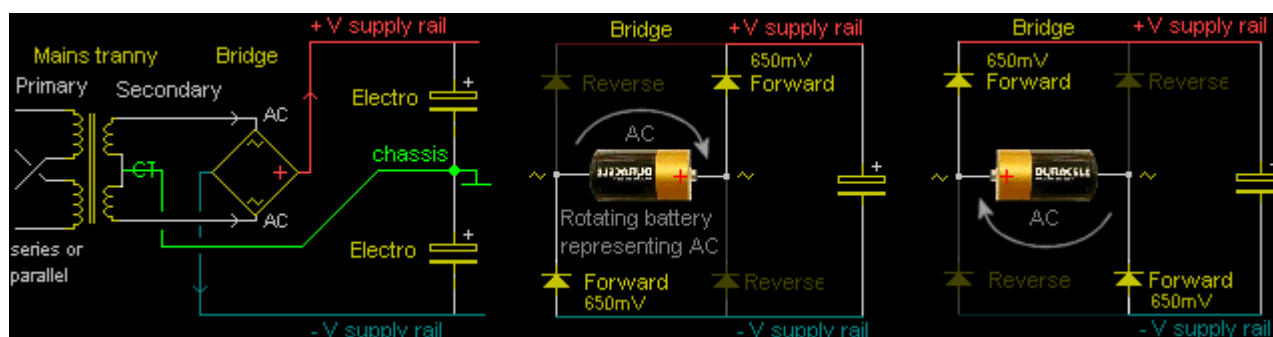 +V supply rail
Mains tranny
Bridge
Primary
Secondary
AC
Electro
+
CT
chassis
~
+
~
AC
Electro
+
series or
parallel
- V supply rail
Bridge
+V supply rail
650mV
Reverse
Forward
AC
~
DURACELL
+
~
+
Rotating battery
representing AC
Forward
650mV
Reverse
- V supply rail
Bridge
+V supply rail
650mV
Forward
Reverse
~
+
DURACELL
~
+
AC
Reverse
Forward
650mV
- V supply rail